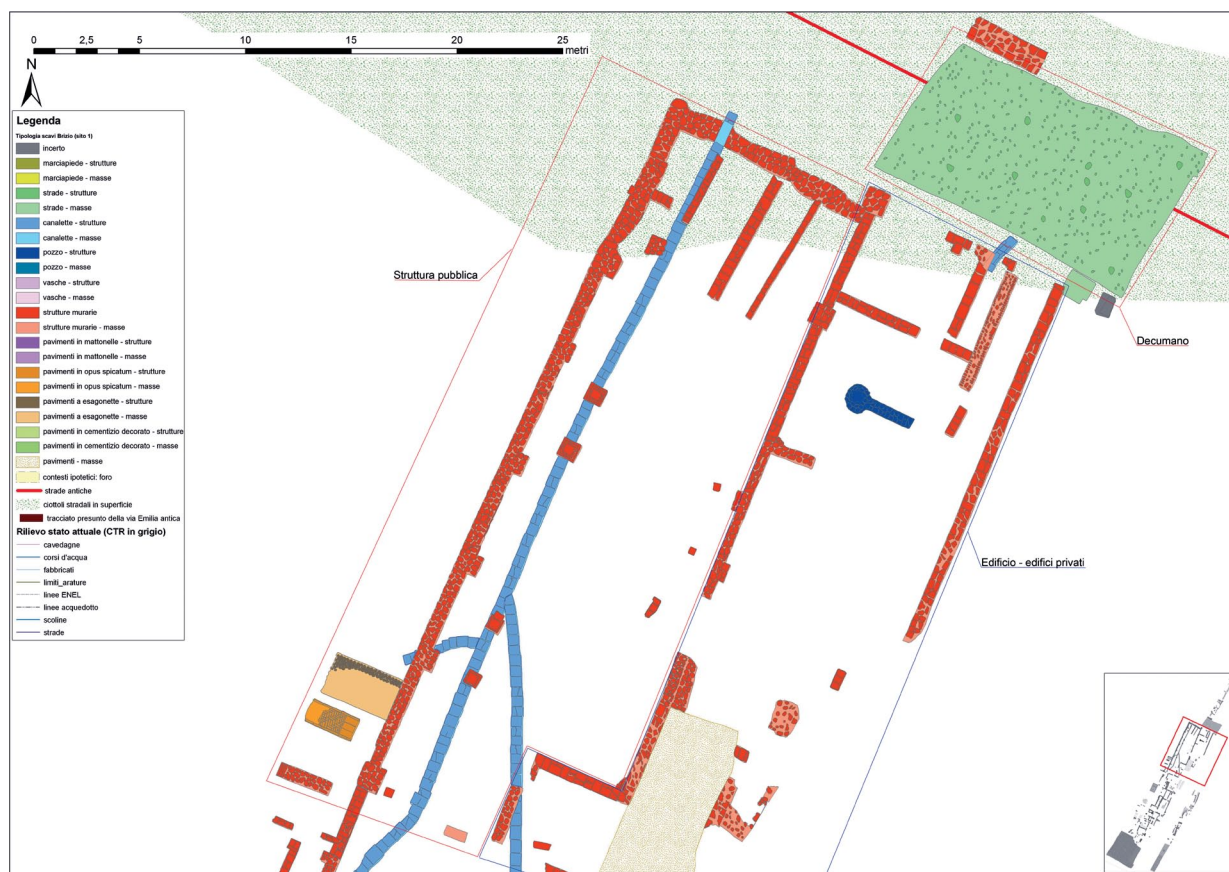 0 2,5 5 10 15 20 25
metri
N
Legenda
Tipologia scavi Brizio (sito 1)
incerto
marciapiede - strutture
marciapiede - masse
strade - strutture
strade - masse
canalette - strutture
canalette - masse
pozzo - strutture
pozzo - masse
vasche - strutture
vasche - masse
strutture murarie
strutture murarie - masse
pavimenti in mattonelle - strutture
pavimenti in mattonelle - masse
pavimenti in opus spicatum - strutture
pavimenti in opus spicatum - masse
pavimenti a esagonette - strutture
pavimenti a esagonette - masse
pavimenti in cementizio decorato - strutture
pavimenti in cementizio decorato - masse
pavimenti - masse
contesti ipotetici: foro
strade antiche
ciottoli stradali in superficie
tracciato presunto della via Emilia antica
Rilievo stato attuale (CTR in grigio)
cavedagne
corsi d'acqua
fabbricati
limiti_arature
linee ENEL
linee acquedotto
scoline
strade
Struttura pubblica
Decumano
Edificio - edifici privati